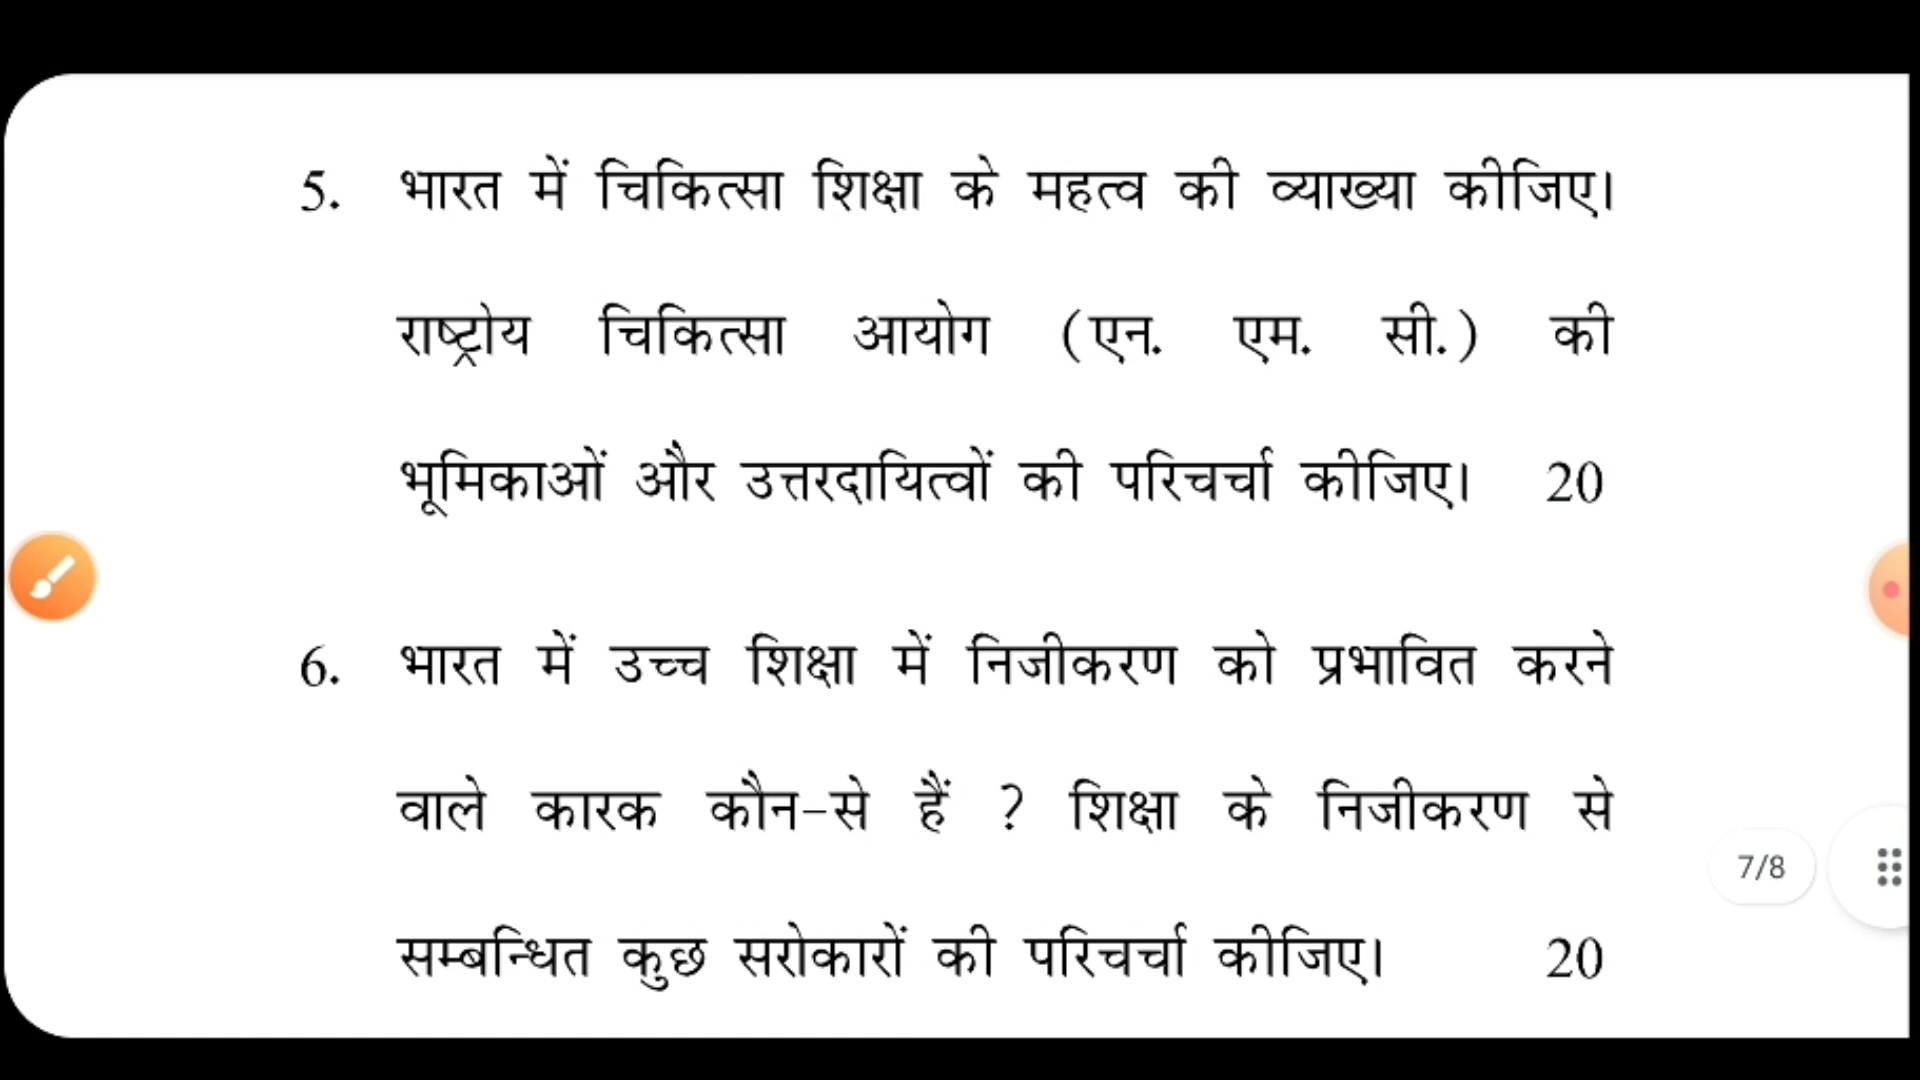 5. भारत में चिकित्सा शिक्षा के महत्व की व्याख्या कीजिए।
राष्ट्रीय चिकित्सा आयोग (एन. एम. सी.) की
भूमिकाओं और उत्तरदायित्वों की परिचर्चा कीजिए। 20
6. भारत में उच्च शिक्षा में निजीकरण को प्रभावित करने
वाले कारक कौन-से हैं ? शिक्षा के निजीकरण से
7/8
सम्बन्धित कुछ सरोकारों की परिचर्चा कीजिए। 20